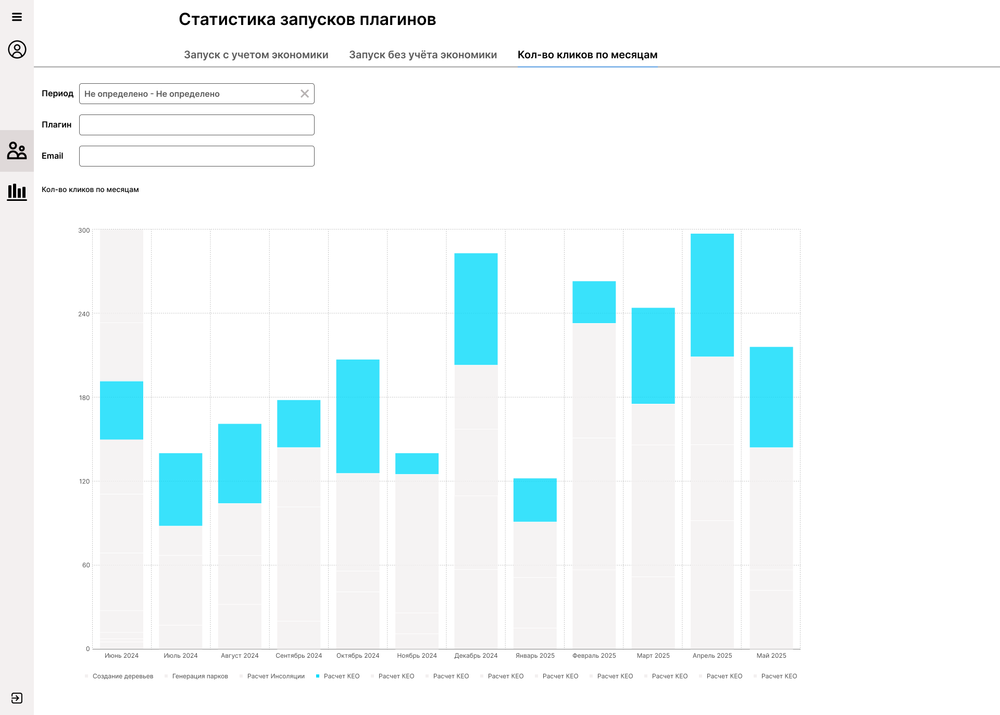 Статистика запусков плагинов
Запуск с учетом экономики
Запуск без учёта экономики
Кол-во кликов по месяцам
Период
Не определено - Не определено
Плагин
Email
Кол-во кликов по месяцам
300
240
180
120
60
0
Июнь 2024
Июль 2024
Август 2024
Сентябрь 2024
Октябрь 2024
Ноябрь 2024
Декабрь 2024
Январь 2025
Февраль 2025
Март 2025
Апрель 2025
Май 2025
Создание деревьев
Генерация парков
Расчет Инсоляции
Расчет КЕО
Расчет КЕО
Расчет КЕО
Расчет КЕО
Расчет КЕО
Расчет КЕО
Расчет КЕО
Расчет КЕО
Расчет КЕО